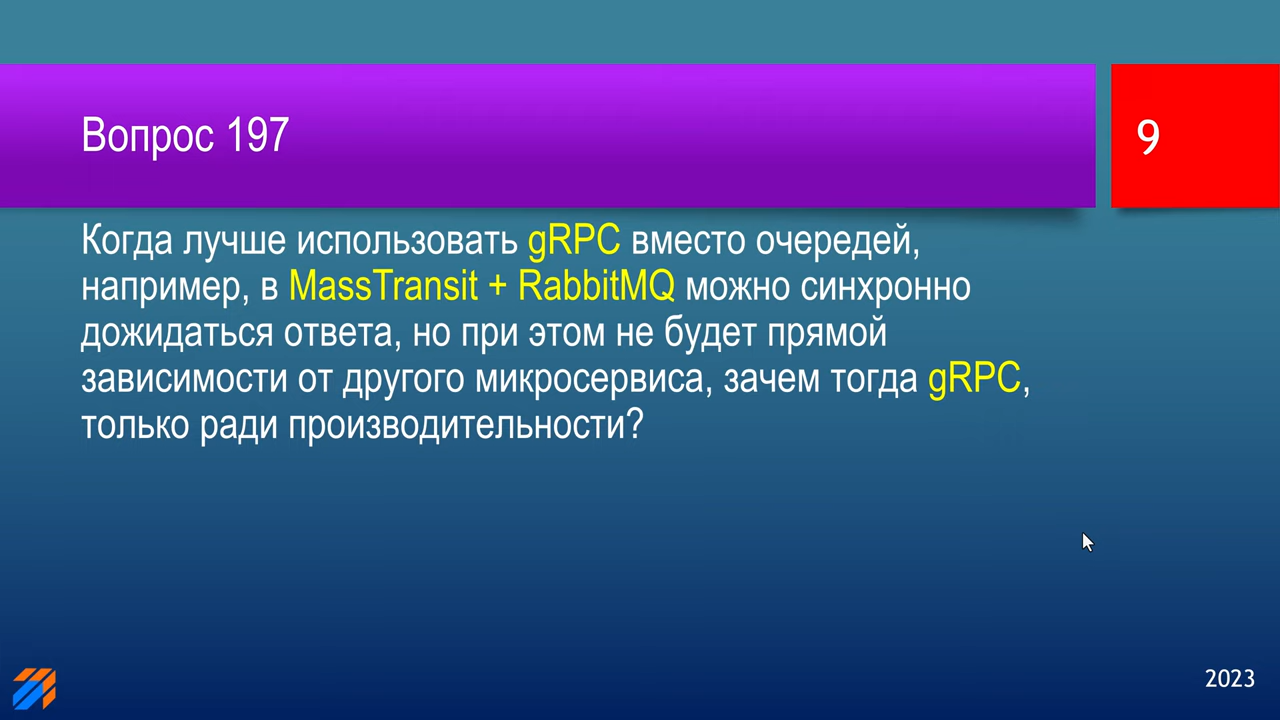 Вопрос 197
9
Когда лучше использовать gRPC вместо очередей,
например, в MassTransit + RabbitMQ можно синхронно
дожидаться ответа, но при этом не будет прямой
зависимости от другого микросервиса, зачем тогда gRPC,
только ради производительности?
2023